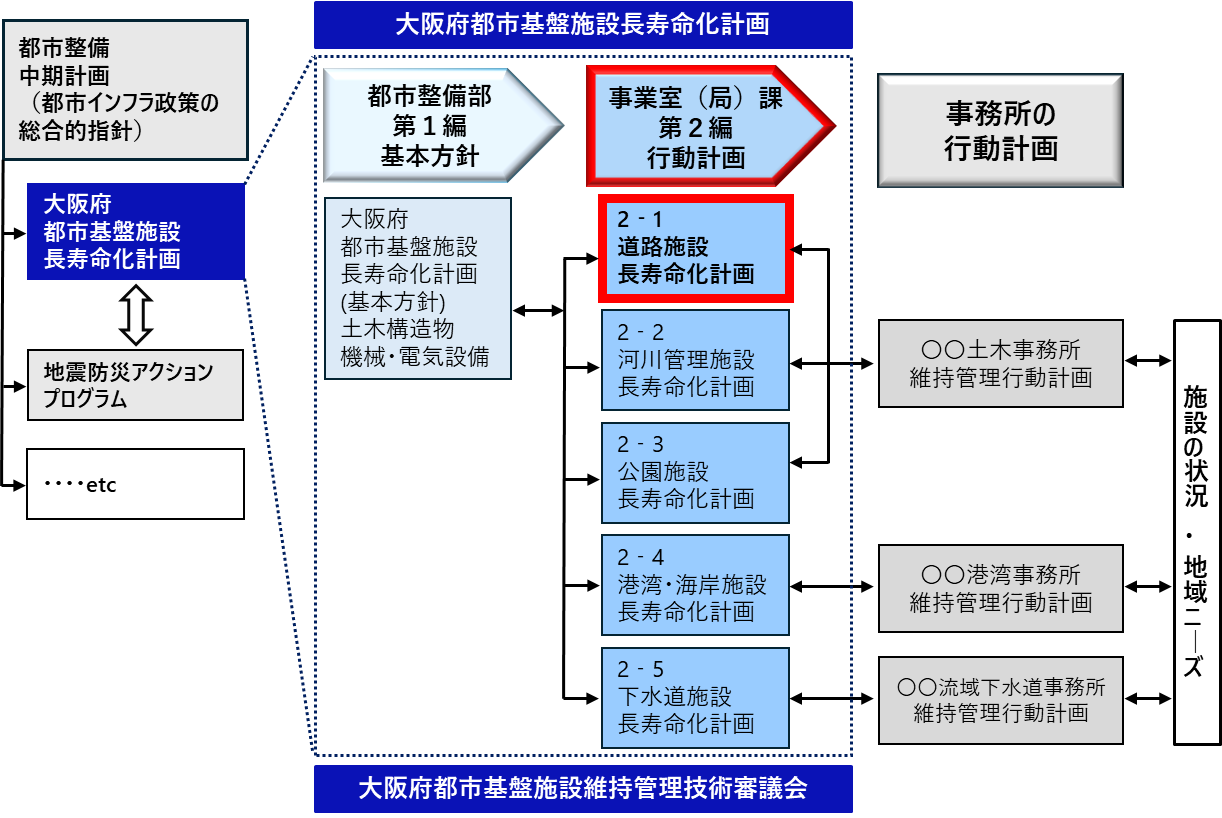 大阪府都市基盤施設長寿命化計画
都市整備
中期計画
（都市インフラ政策の
総合的指針）
大阪府
都市基盤施設
長寿命化計画
地震防災アクション
プログラム
・・・・etc
都市整備部
第１編
基本方針
事業室（局）課
第２編
行動計画
事務所の
行動計画
大阪府
都市基盤施設
長寿命化計画
(基本方針)
土木構造物
機械・電気設備
２‐１
道路施設
長寿命化計画
２‐２
河川管理施設
長寿命化計画
２‐３
公園施設
長寿命化計画
２‐４
港湾・海岸施設
長寿命化計画
２‐５
下水道施設
長寿命化計画
〇〇土木事務所
維持管理行動計画
〇〇港湾事務所
維持管理行動計画
〇〇流域下水道事務所
維持管理行動計画
施設の状況・地域ニーズ
大阪府都市基盤施設維持管理技術審議会